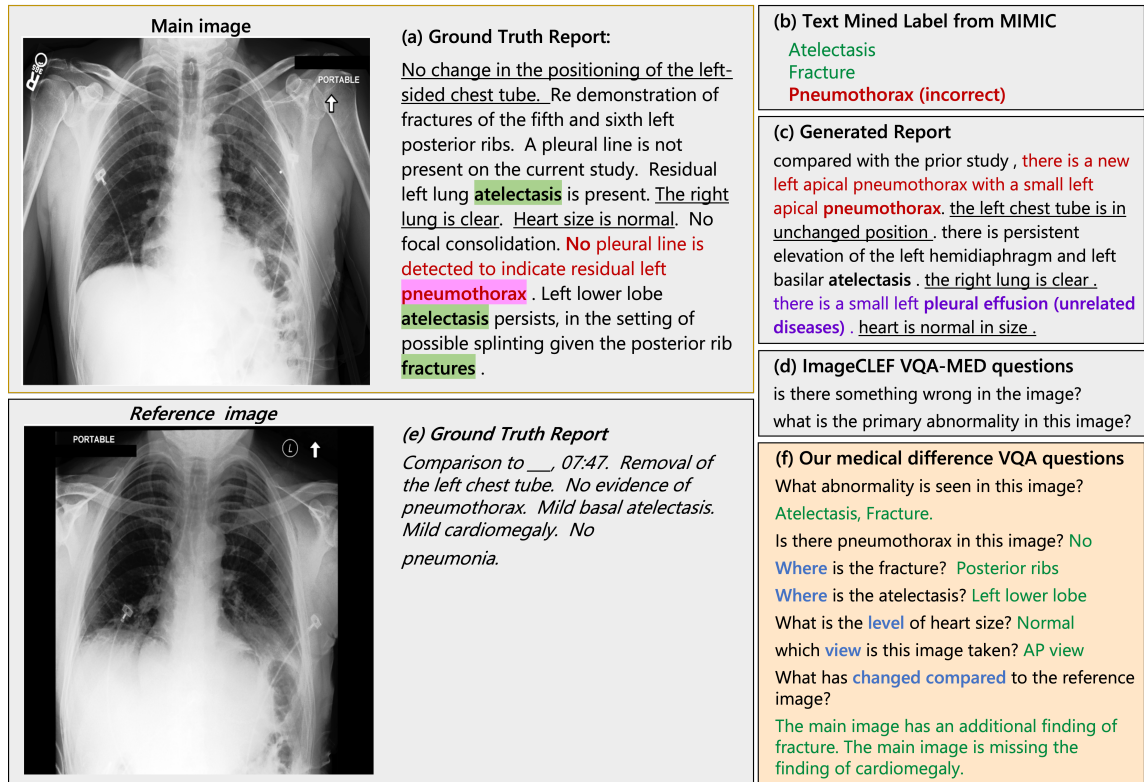 Main image
PORTABLE
(a) Ground Truth Report:
No change in the positioning of the left-
sided chest tube.  Re demonstration of
fractures of the fifth and sixth left
posterior ribs.  A pleural line is not
present on the current study.  Residual
left lung atelectasis is present. The right
lung is clear.  Heart size is normal.  No
focal consolidation. No pleural line is
detected to indicate residual left
pneumothorax . Left lower lobe
atelectasis persists, in the setting of
possible splinting given the posterior rib
fractures .
Reference image
PORTABLE
L
(e) Ground Truth Report
Comparison to ___, 07:47.  Removal of
the left chest tube.  No evidence of
pneumothorax.  Mild basal atelectasis.
Mild cardiomegaly.  No
pneumonia.
(b) Text Mined Label from MIMIC
Atelectasis
Fracture
Pneumothorax (incorrect)
(c) Generated Report
compared with the prior study , there is a new
left apical pneumothorax with a small left
apical pneumothorax. the left chest tube is in
unchanged position . there is persistent
elevation of the left hemidiaphragm and left
basilar atelectasis . the right lung is clear .
there is a small left pleural effusion (unrelated
diseases) . heart is normal in size .
(d) ImageCLEF VQA-MED questions
is there something wrong in the image?
what is the primary abnormality in this image?
(f) Our medical difference VQA questions
What abnormality is seen in this image?
Atelectasis, Fracture.
Is there pneumothorax in this image? No
Where is the fracture?  Posterior ribs
Where is the atelectasis? Left lower lobe
What is the level of heart size? Normal
which view is this image taken? AP view
What has changed compared to the reference
image?
The main image has an additional finding of
fracture. The main image is missing the
finding of cardiomegaly.